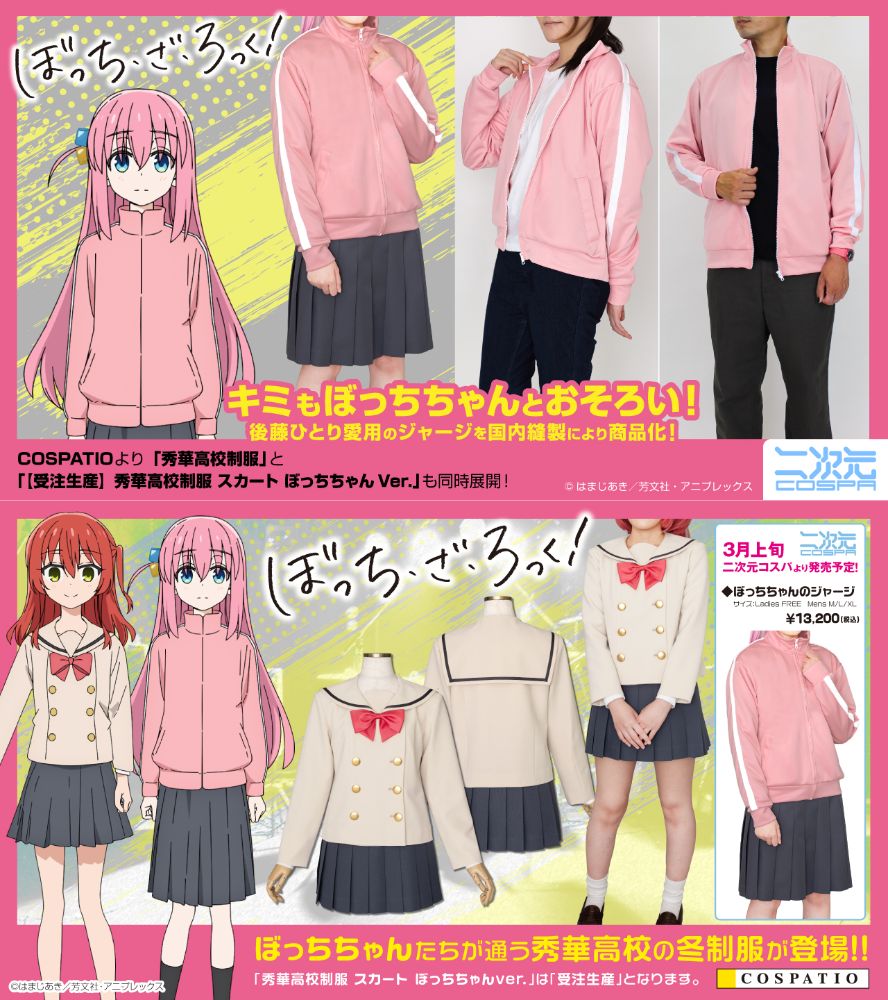 ぼっち・ざ・ろっく!
キミもぼっちちゃんとおそろい!
後藤ひとり愛用のジャージを国内縫製により商品化!
COSPATIOより「秀華高校制服」と
「【受注生産】秀華高校制服 スカート ぼっちちゃん Ver.」も同時展開!
©はまじあき/芳文社・アニプレックス
二次元
COSPA
ぼっち・ざ・ろっく!
3月上旬
二次元
COSPA
二次元コスパより発売予定!
◆ぼっちちゃんのジャージ
サイズ:Ladies FREE Mens M/L/XL
¥13,200(税込)
ぼっちちゃんたちが通う秀華高校の冬制服が登場!!
「秀華高校制服 スカート ぼっちちゃんver.」は「受注生産」となります。
COSPATIO
©はまじあき/芳文社・アニプレックス